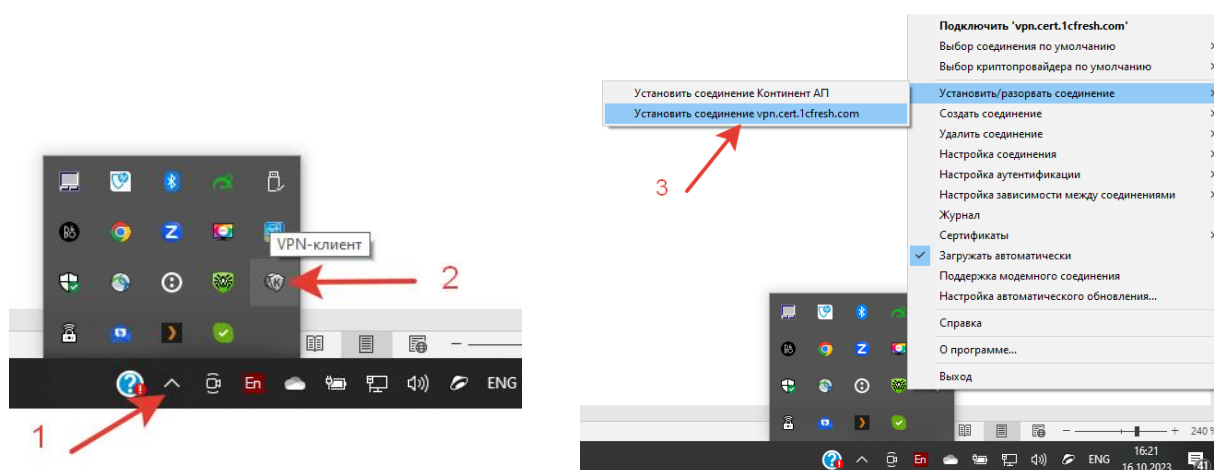 VPN-клиент
2
En
ENG
1
Подключить 'vpn.cert.1cfresh.com'
Выбор соединения по умолчанию
Выбор криптопровайдера по умолчанию
Установить соединение Континент АП
Установить/разорвать соединение
Установить соединение vpn.cert.1cfresh.com
Создать соединение
Удалить соединение
Настройка соединения
3
Настройка аутентификации
Настройка зависимости между соединениями
Журнал
Сертификаты
Загружать автоматически
Поддержка модемного соединения
Настройка автоматического обновления...
Справка
О программе...
Выход
240 %
En
ENG
16:21
16.10.2023
41